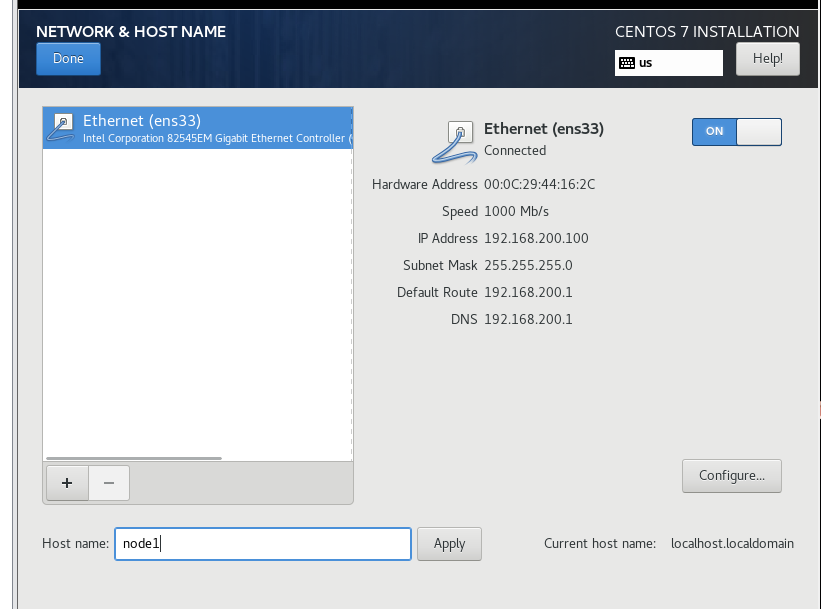 NETWORK & HOST NAME
CENTOS 7 INSTALLATION
Done
us
Help!
Ethernet (ens33)
Intel Corporation 82545EM Gigabit Ethernet Controller (
Ethernet (ens33)
Connected
ON
Hardware Address 00:0C:29:44:16:2C
Speed 1000 Mb/s
IP Address 192.168.200.100
Subnet Mask 255.255.255.0
Default Route 192.168.200.1
DNS 192.168.200.1
+ −
Configure...
Host name: node1 Apply Current host name: localhost.localdomain